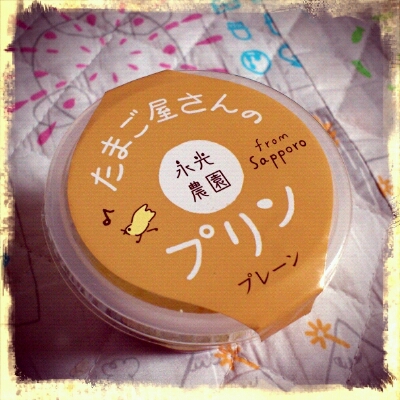 たまご屋さんの
from
Sapporo
永光
農園
プリン
プレーン